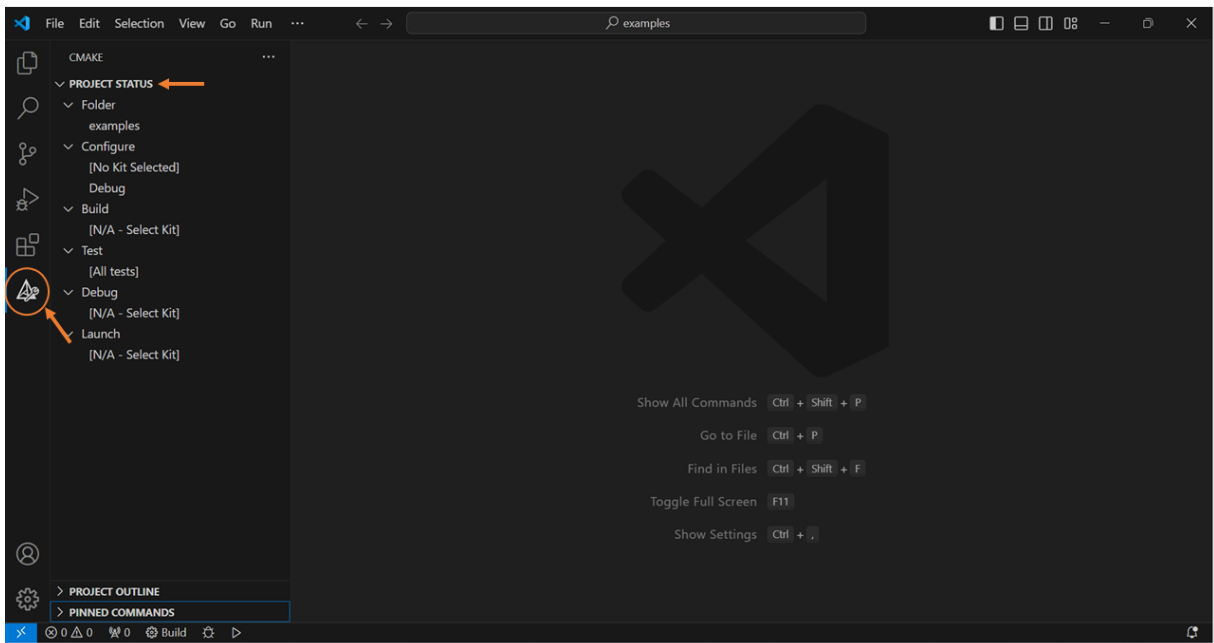 File Edit Selection View Go Run ··· examples
CMAKE ···
PROJECT STATUS
Folder
examples
Configure
[No Kit Selected]
Debug
Build
[N/A - Select Kit]
Test
[All tests]
Debug
[N/A - Select Kit]
Launch
[N/A - Select Kit]
Show All Commands Ctrl + Shift + P
Go to File Ctrl + P
Find in Files Ctrl + Shift + F
Toggle Full Screen F11
Show Settings Ctrl + ,
PROJECT OUTLINE
PINNED COMMANDS
0 0 0 Build